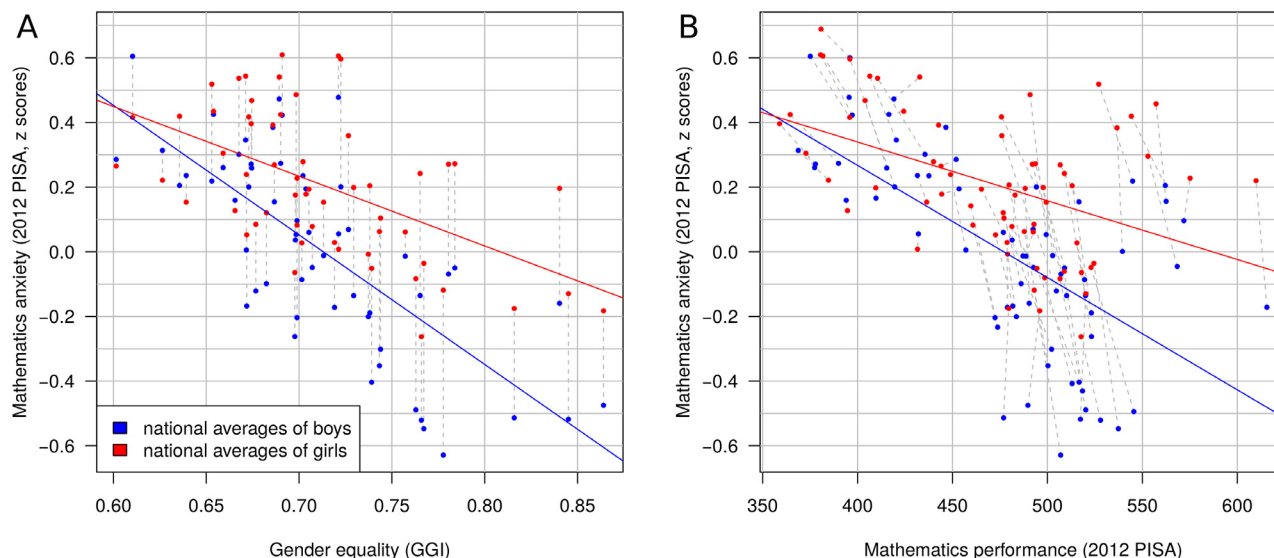 A
Mathematics anxiety (2012 PISA, z scores)
0.6
0.4
0.2
0.0
−0.2
−0.4
−0.6
national averages of boys
national averages of girls
0.60 0.65 0.70 0.75 0.80 0.85
Gender equality (GGI)
B
Mathematics anxiety (2012 PISA, z scores)
0.6
0.4
0.2
0.0
−0.2
−0.4
−0.6
350 400 450 500 550 600
Mathematics performance (2012 PISA)